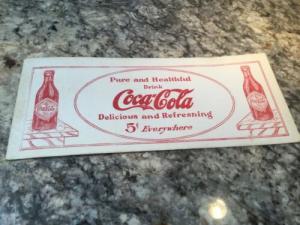 Pure and Healthful
Drink
Coca-Cola
Delicious and Refreshing
5¢ Everywhere